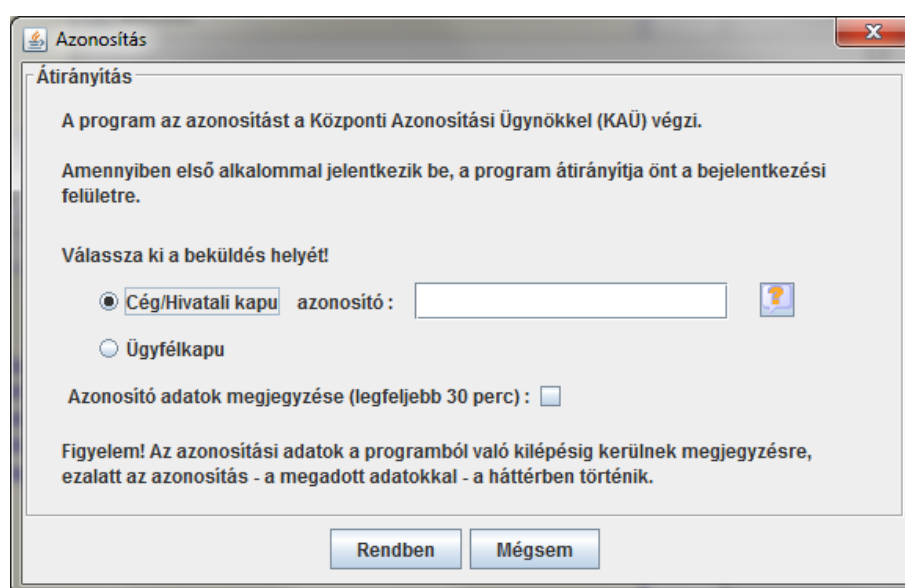 Azonosítás
Átirányítás
A program az azonosítást a Központi Azonosítási Ügynökkel (KAÜ) végzi.
Amennyiben első alkalommal jelentkezik be, a program átirányítja önt a bejelentkezési
felületre.
Válassza ki a beküldés helyét!
Cég/Hivatali kapu azonosító :
Ügyfélkapu
Azonosító adatok megjegyzése (legfeljebb 30 perc) :
Figyelem! Az azonosítási adatok a programból való kilépésig kerülnek megjegyzésre,
ezalatt az azonosítás - a megadott adatokkal - a háttérben történik.
Rendben Mégsem